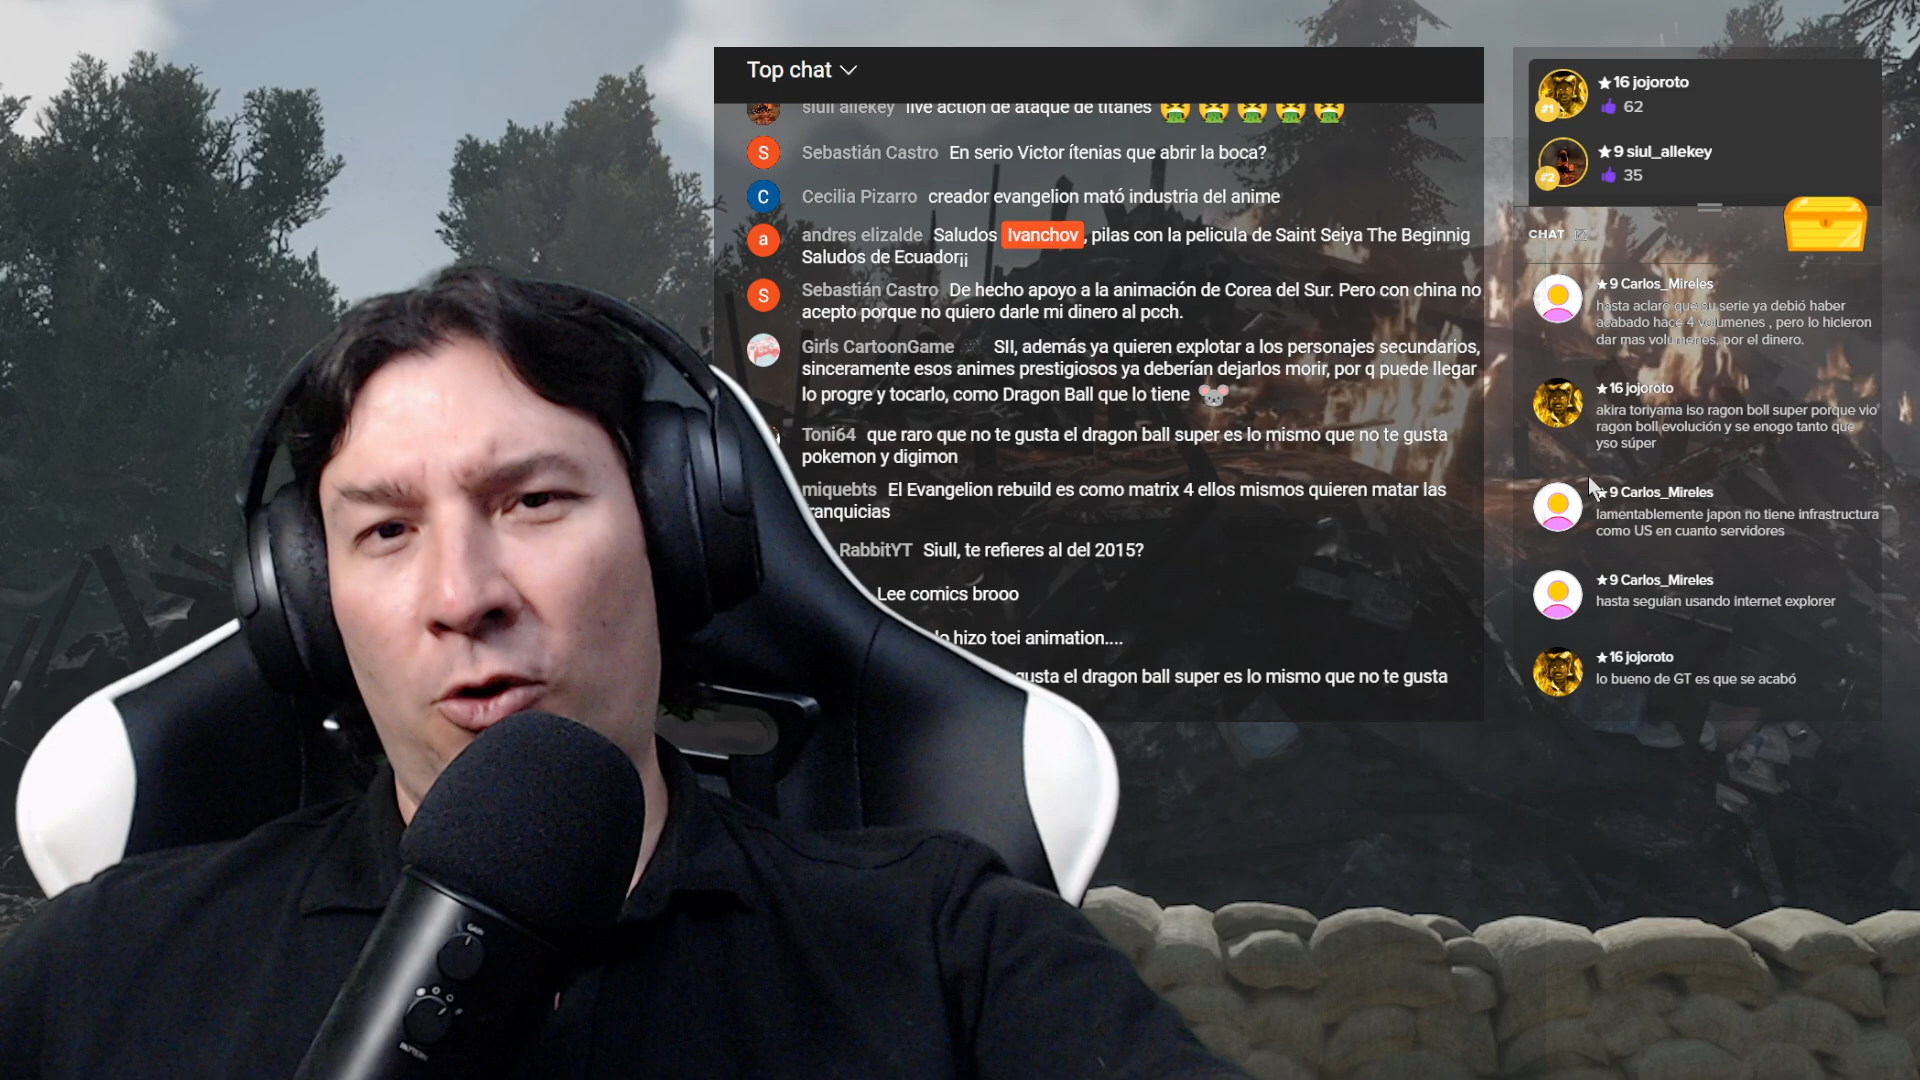 Top chat
siull allekey live action de ataque de titanes
S Sebastián Castro En serio Victor ítenias que abrir la boca?
C Cecilia Pizarro creador evangelion mató industria del anime
a andres elizalde Saludos Ivanchov, pilas con la pelicula de Saint Seiya The Beginnig
Saludos de Ecuador¡¡
S Sebastián Castro De hecho apoyo a la animación de Corea del Sur. Pero con china no
acepto porque no quiero darle mi dinero al pcch.
Girls CartoonGame SII, además ya quieren explotar a los personajes secundarios,
sinceramente esos animes prestigiosos ya deberían dejarlos morir, por q puede llegar
lo progre y tocarlo, como Dragon Ball que lo tiene
Toni64 que raro que no te gusta el dragon ball super es lo mismo que no te gusta
pokemon y digimon
miquebts El Evangelion rebuild es como matrix 4 ellos mismos quieren matar las
ranquicias
RabbitYT Siull, te refieres al del 2015?
Lee comics brooo
lo hizo toei animation....
gusta el dragon ball super es lo mismo que no te gusta
#1
★16 jojoroto
62
#2
★9 siul_allekey
35
CHAT
★9 Carlos_Mireles
hasta aclaro que su serie ya debió haber
acabado hace 4 volumenes , pero lo hicieron
dar mas volumenes, por el dinero.
★16 jojoroto
akira toriyama iso ragon boll super porque vio
ragon boll evolución y se enogo tanto que
yso súper
★9 Carlos_Mireles
lamentablemente japon no tiene infrastructura
como US en cuanto servidores
★9 Carlos_Mireles
hasta seguian usando internet explorer
★16 jojoroto
lo bueno de GT es que se acabó
GAIN
PATTERN